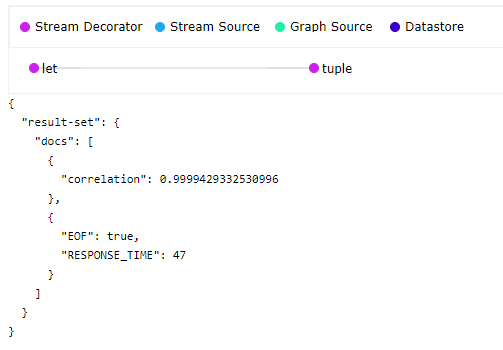 Stream Decorator Stream Source Graph Source Datastore
let tuple
{
  "result-set": {
    "docs": [
      {
        "correlation": 0.9999429332530996
      },
      {
        "EOF": true,
        "RESPONSE_TIME": 47
      }
    ]
  }
}